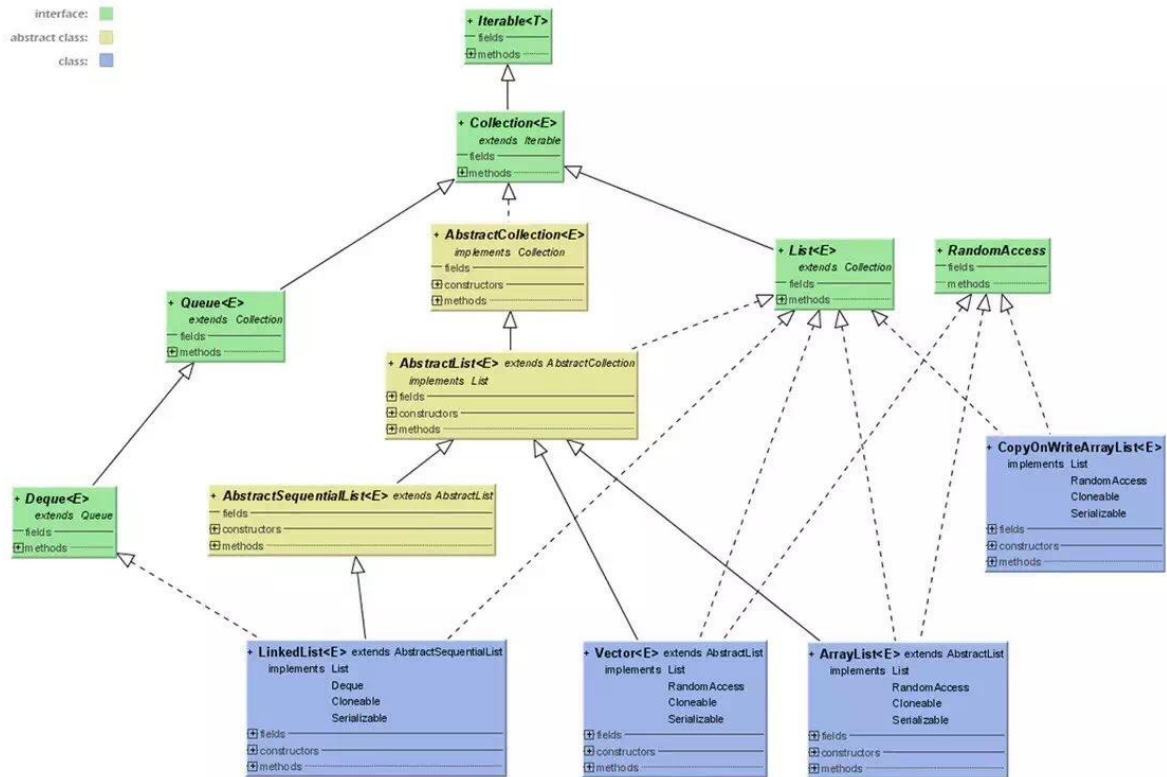 interface:
abstract class:
class:
+ Iterable<T>
fields
methods
+ Collection<E>
extends Iterable
fields
methods
+ AbstractCollection<E>
implements Collection
fields
constructors
methods
+ List<E>
extends Collection
fields
methods
+ RandomAccess
fields
methods
+ Queue<E>
extends Collection
fields
methods
+ AbstractList<E> extends AbstractCollection
implements List
fields
constructors
methods
+ CopyOnWriteArrayList<E>
implements List
RandomAccess
Cloneable
Serializable
fields
constructors
methods
+ Deque<E>
extends Queue
fields
methods
+ AbstractSequentialList<E> extends AbstractList
fields
constructors
methods
+ LinkedList<E> extends AbstractSequentialList
implements List
Deque
Cloneable
Serializable
fields
constructors
methods
+ Vector<E> extends AbstractList
implements List
RandomAccess
Cloneable
Serializable
fields
constructors
methods
+ ArrayList<E> extends AbstractList
implements List
RandomAccess
Cloneable
Serializable
fields
constructors
methods